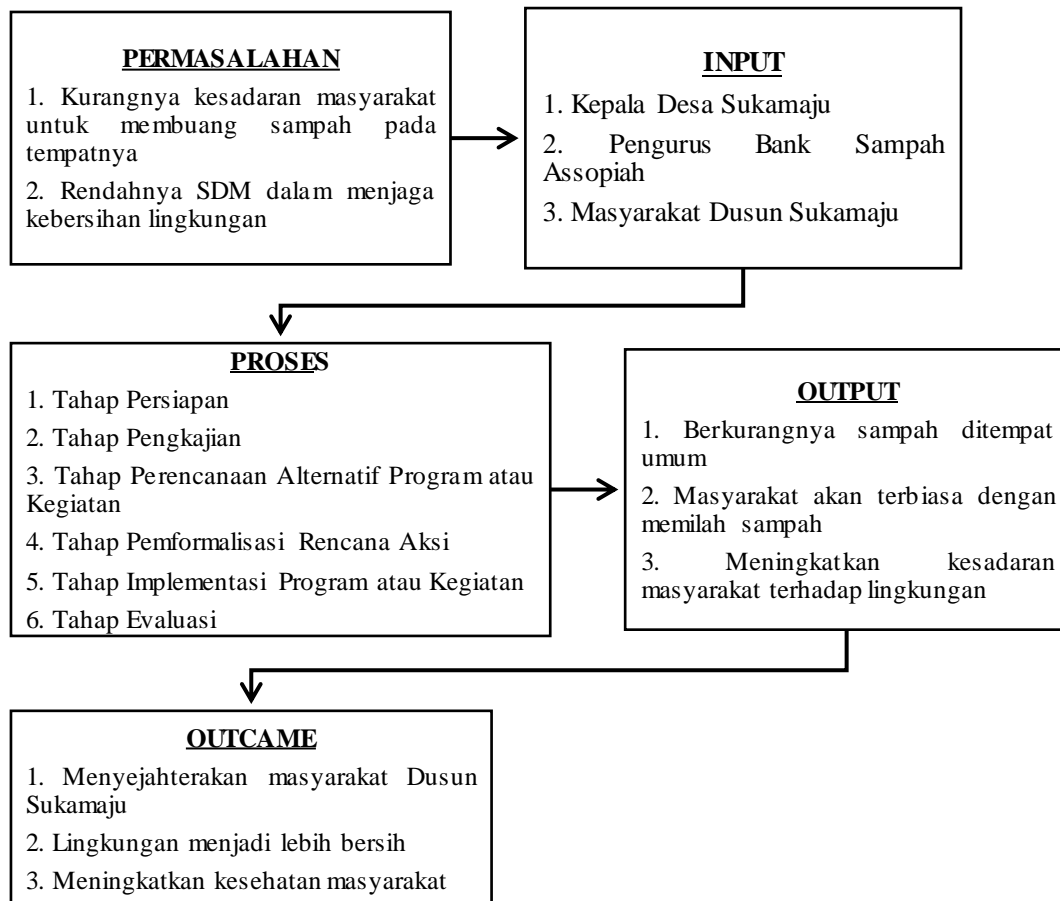 PERMASALAHAN
1. Kurangnya kesadaran masyarakat
untuk membuang sampah pada
tempatnya
2. Rendahnya SDM dalam menjaga
kebersihan lingkungan
INPUT
1. Kepala Desa Sukamaju
2. Pengurus Bank Sampah
Assopiah
3. Masyarakat Dusun Sukamaju
PROSES
1. Tahap Persiapan
2. Tahap Pengkajian
3. Tahap Perencanaan Alternatif Program atau
Kegiatan
4. Tahap Pemformalisasi Rencana Aksi
5. Tahap Implementasi Program atau Kegiatan
6. Tahap Evaluasi
OUTPUT
1. Berkurangnya sampah ditempat
umum
2. Masyarakat akan terbiasa dengan
memilah sampah
3. Meningkatkan kesadaran
masyarakat terhadap lingkungan
OUTCAME
1. Menyejahterakan masyarakat Dusun
Sukamaju
2. Lingkungan menjadi lebih bersih
3. Meningkatkan kesehatan masyarakat